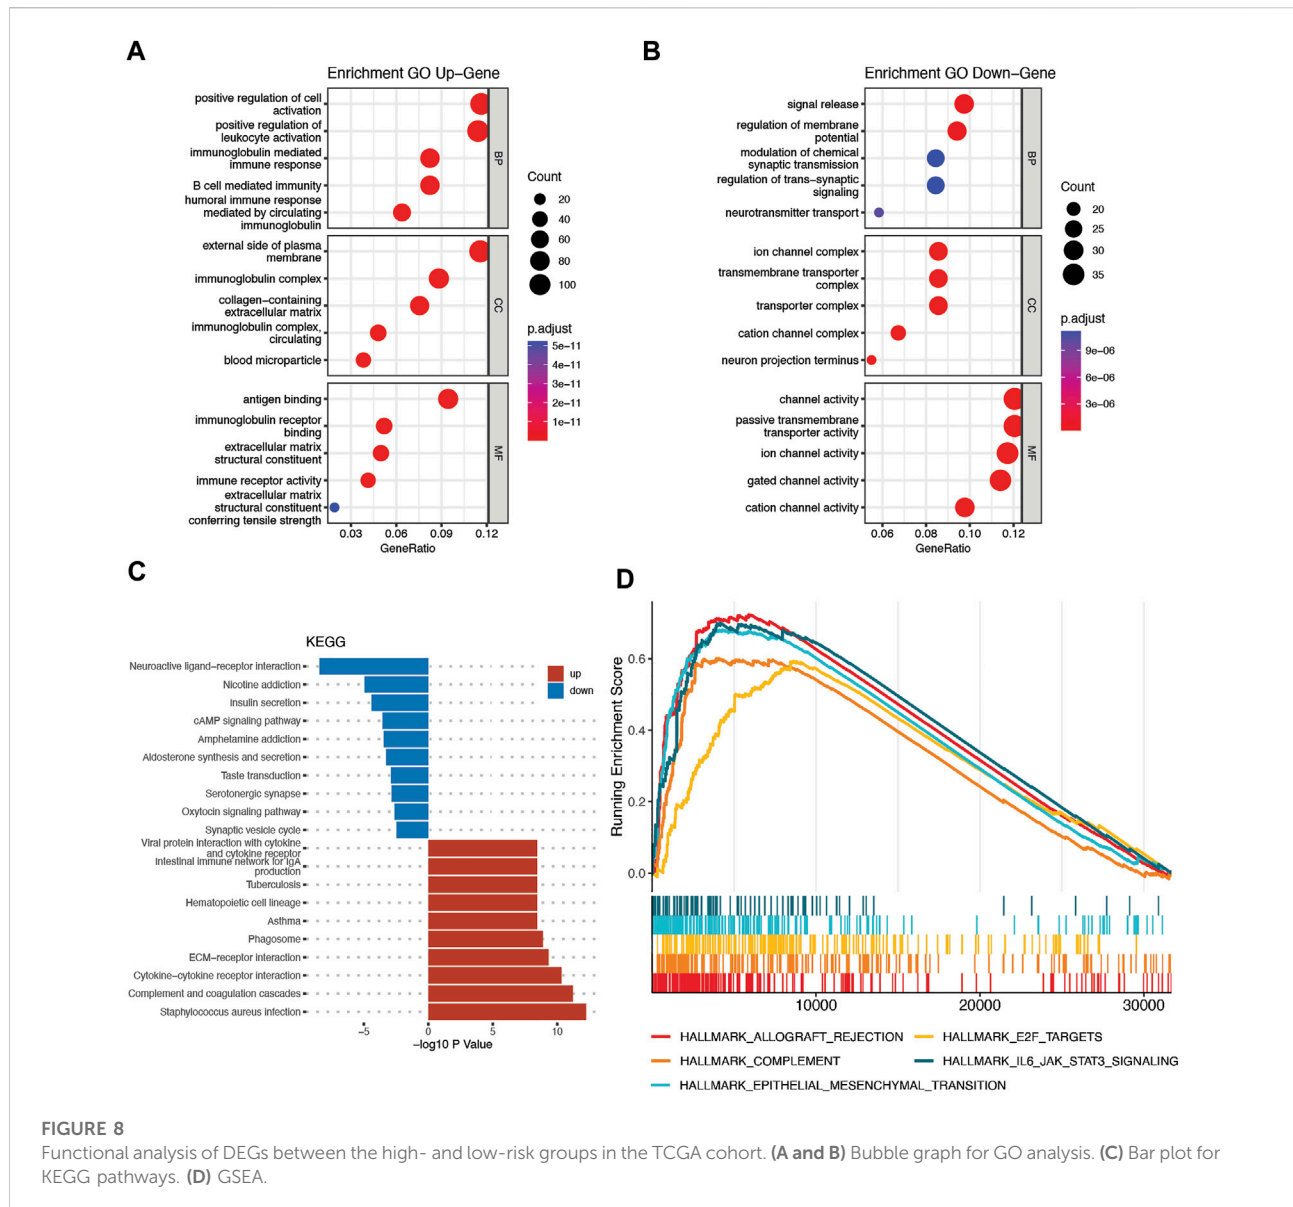 A
Enrichment GO Up-Gene
positive regulation of cell
activation
positive regulation of
leukocyte activation
immunoglobulin mediated
immune response
B cell mediated immunity
humoral immune response
mediated by circulating
immunoglobulin
BP
external side of plasma
membrane
immunoglobulin complex
collagen-containing
extracellular matrix
immunoglobulin complex,
circulating
blood microparticle
CC
antigen binding
immunoglobulin receptor
binding
extracellular matrix
structural constituent
immune receptor activity
extracellular matrix
structural constituent
conferring tensile strength
MF
0.03 0.06 0.09 0.12
GeneRatio
Count
20
40
60
80
100
p.adjust
5e-11
4e-11
3e-11
2e-11
1e-11
B
Enrichment GO Down-Gene
signal release
regulation of membrane
potential
modulation of chemical
synaptic transmission
regulation of trans-synaptic
signaling
neurotransmitter transport
BP
ion channel complex
transmembrane transporter
complex
transporter complex
cation channel complex
neuron projection terminus
CC
channel activity
passive transmembrane
transporter activity
ion channel activity
gated channel activity
cation channel activity
MF
0.06 0.08 0.10 0.12
GeneRatio
Count
20
25
30
35
p.adjust
9e-06
6e-06
3e-06
C
KEGG
Neuroactive ligand-receptor interaction
Nicotine addiction
Insulin secretion
cAMP signaling pathway
Amphetamine addiction
Aldosterone synthesis and secretion
Taste transduction
Serotonergic synapse
Oxytocin signaling pathway
Synaptic vesicle cycle
Viral protein interaction with cytokine
and cytokine receptor
Intestinal immune network for IgA
production
Tuberculosis
Hematopoietic cell lineage
Asthma
Phagosome
ECM-receptor interaction
Cytokine-cytokine receptor interaction
Complement and coagulation cascades
Staphylococcus aureus infection
-5 0 5 10
-log10 P Value
up
down
D
Running Enrichment Score
0.6
0.4
0.2
0.0
10000 20000 30000
HALLMARK_ALLOGRAFT_REJECTION
HALLMARK_E2F_TARGETS
HALLMARK_COMPLEMENT
HALLMARK_IL6_JAK_STAT3_SIGNALING
HALLMARK_EPITHELIAL_MESENCHYMAL_TRANSITION
FIGURE 8
Functional analysis of DEGs between the high- and low-risk groups in the TCGA cohort. (A and B) Bubble graph for GO analysis. (C) Bar plot for
KEGG pathways. (D) GSEA.